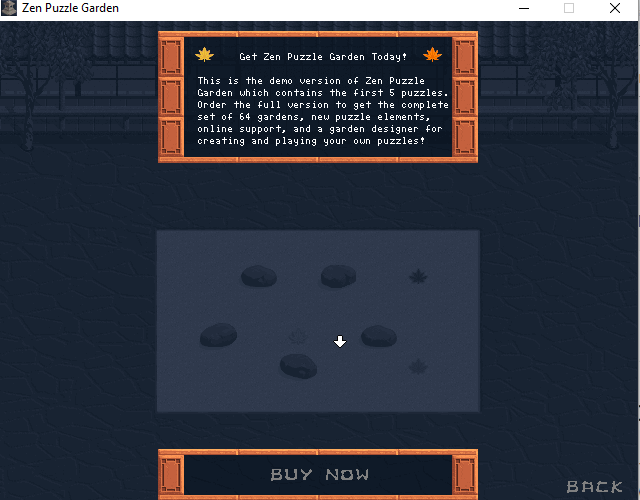 Zen Puzzle Garden
Get Zen Puzzle Garden Today!
This is the demo version of Zen Puzzle
Garden which contains the first 5 puzzles.
Order the full version to get the complete
set of 64 gardens, new puzzle elements,
online support, and a garden designer for
creating and playing your own puzzles!
BUY NOW
BACK